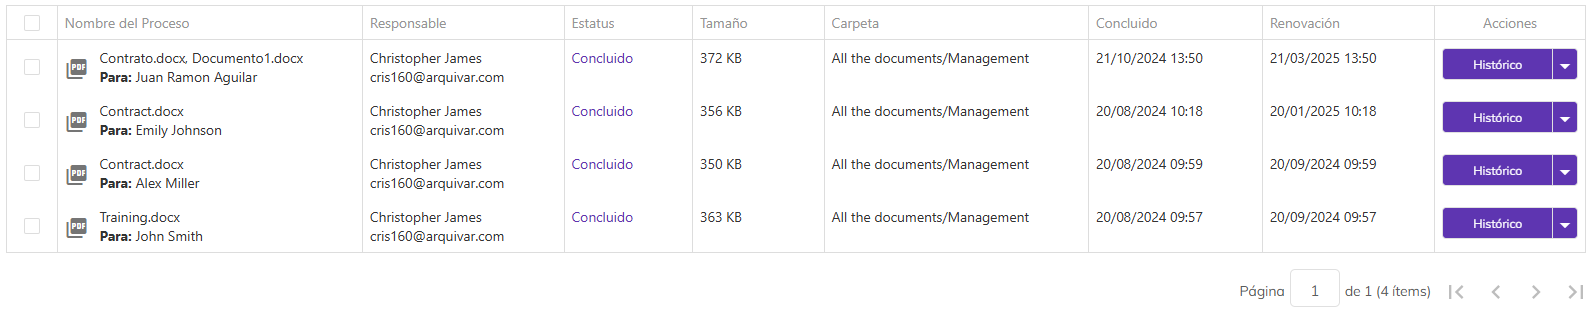 Nombre del Proceso Responsable Estatus Tamaño Carpeta Concluido Renovación Acciones
PDF Contrato.docx, Documento1.docx Christopher James Concluido 372 KB All the documents/Management 21/10/2024 13:50 21/03/2025 13:50 Histórico
Para: Juan Ramon Aguilar cris160@arquivar.com
PDF Contract.docx Christopher James Concluido 356 KB All the documents/Management 20/08/2024 10:18 20/01/2025 10:18 Histórico
Para: Emily Johnson cris160@arquivar.com
PDF Contract.docx Christopher James Concluido 350 KB All the documents/Management 20/08/2024 09:59 20/09/2024 09:59 Histórico
Para: Alex Miller cris160@arquivar.com
PDF Training.docx Christopher James Concluido 363 KB All the documents/Management 20/08/2024 09:57 20/09/2024 09:57 Histórico
Para: John Smith cris160@arquivar.com
Página 1 de 1 (4 ítems)